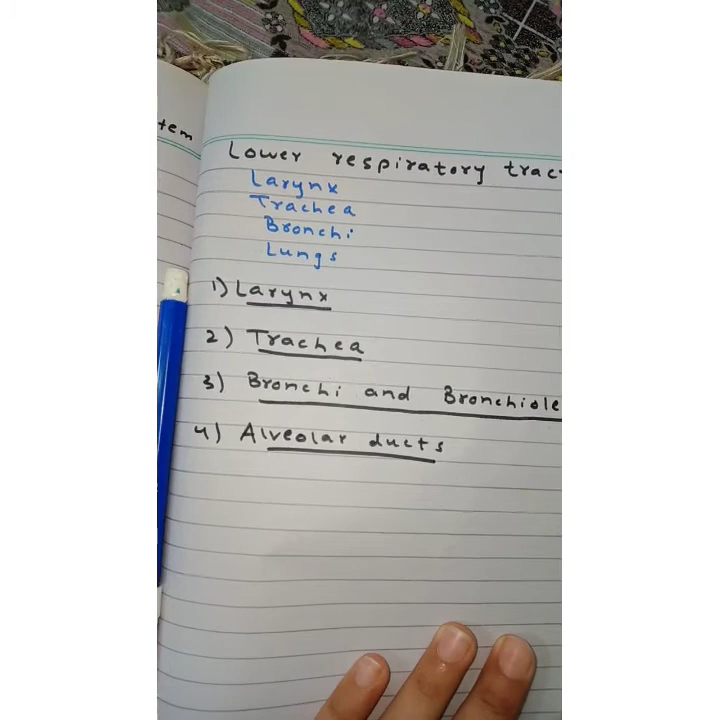 tem
Lower respiratory trac
Larynx
Trachea
Bronchi
Lungs
1) Larynx
2) Trachea
3) Bronchi and Bronchiole
4) Alveolar ducts